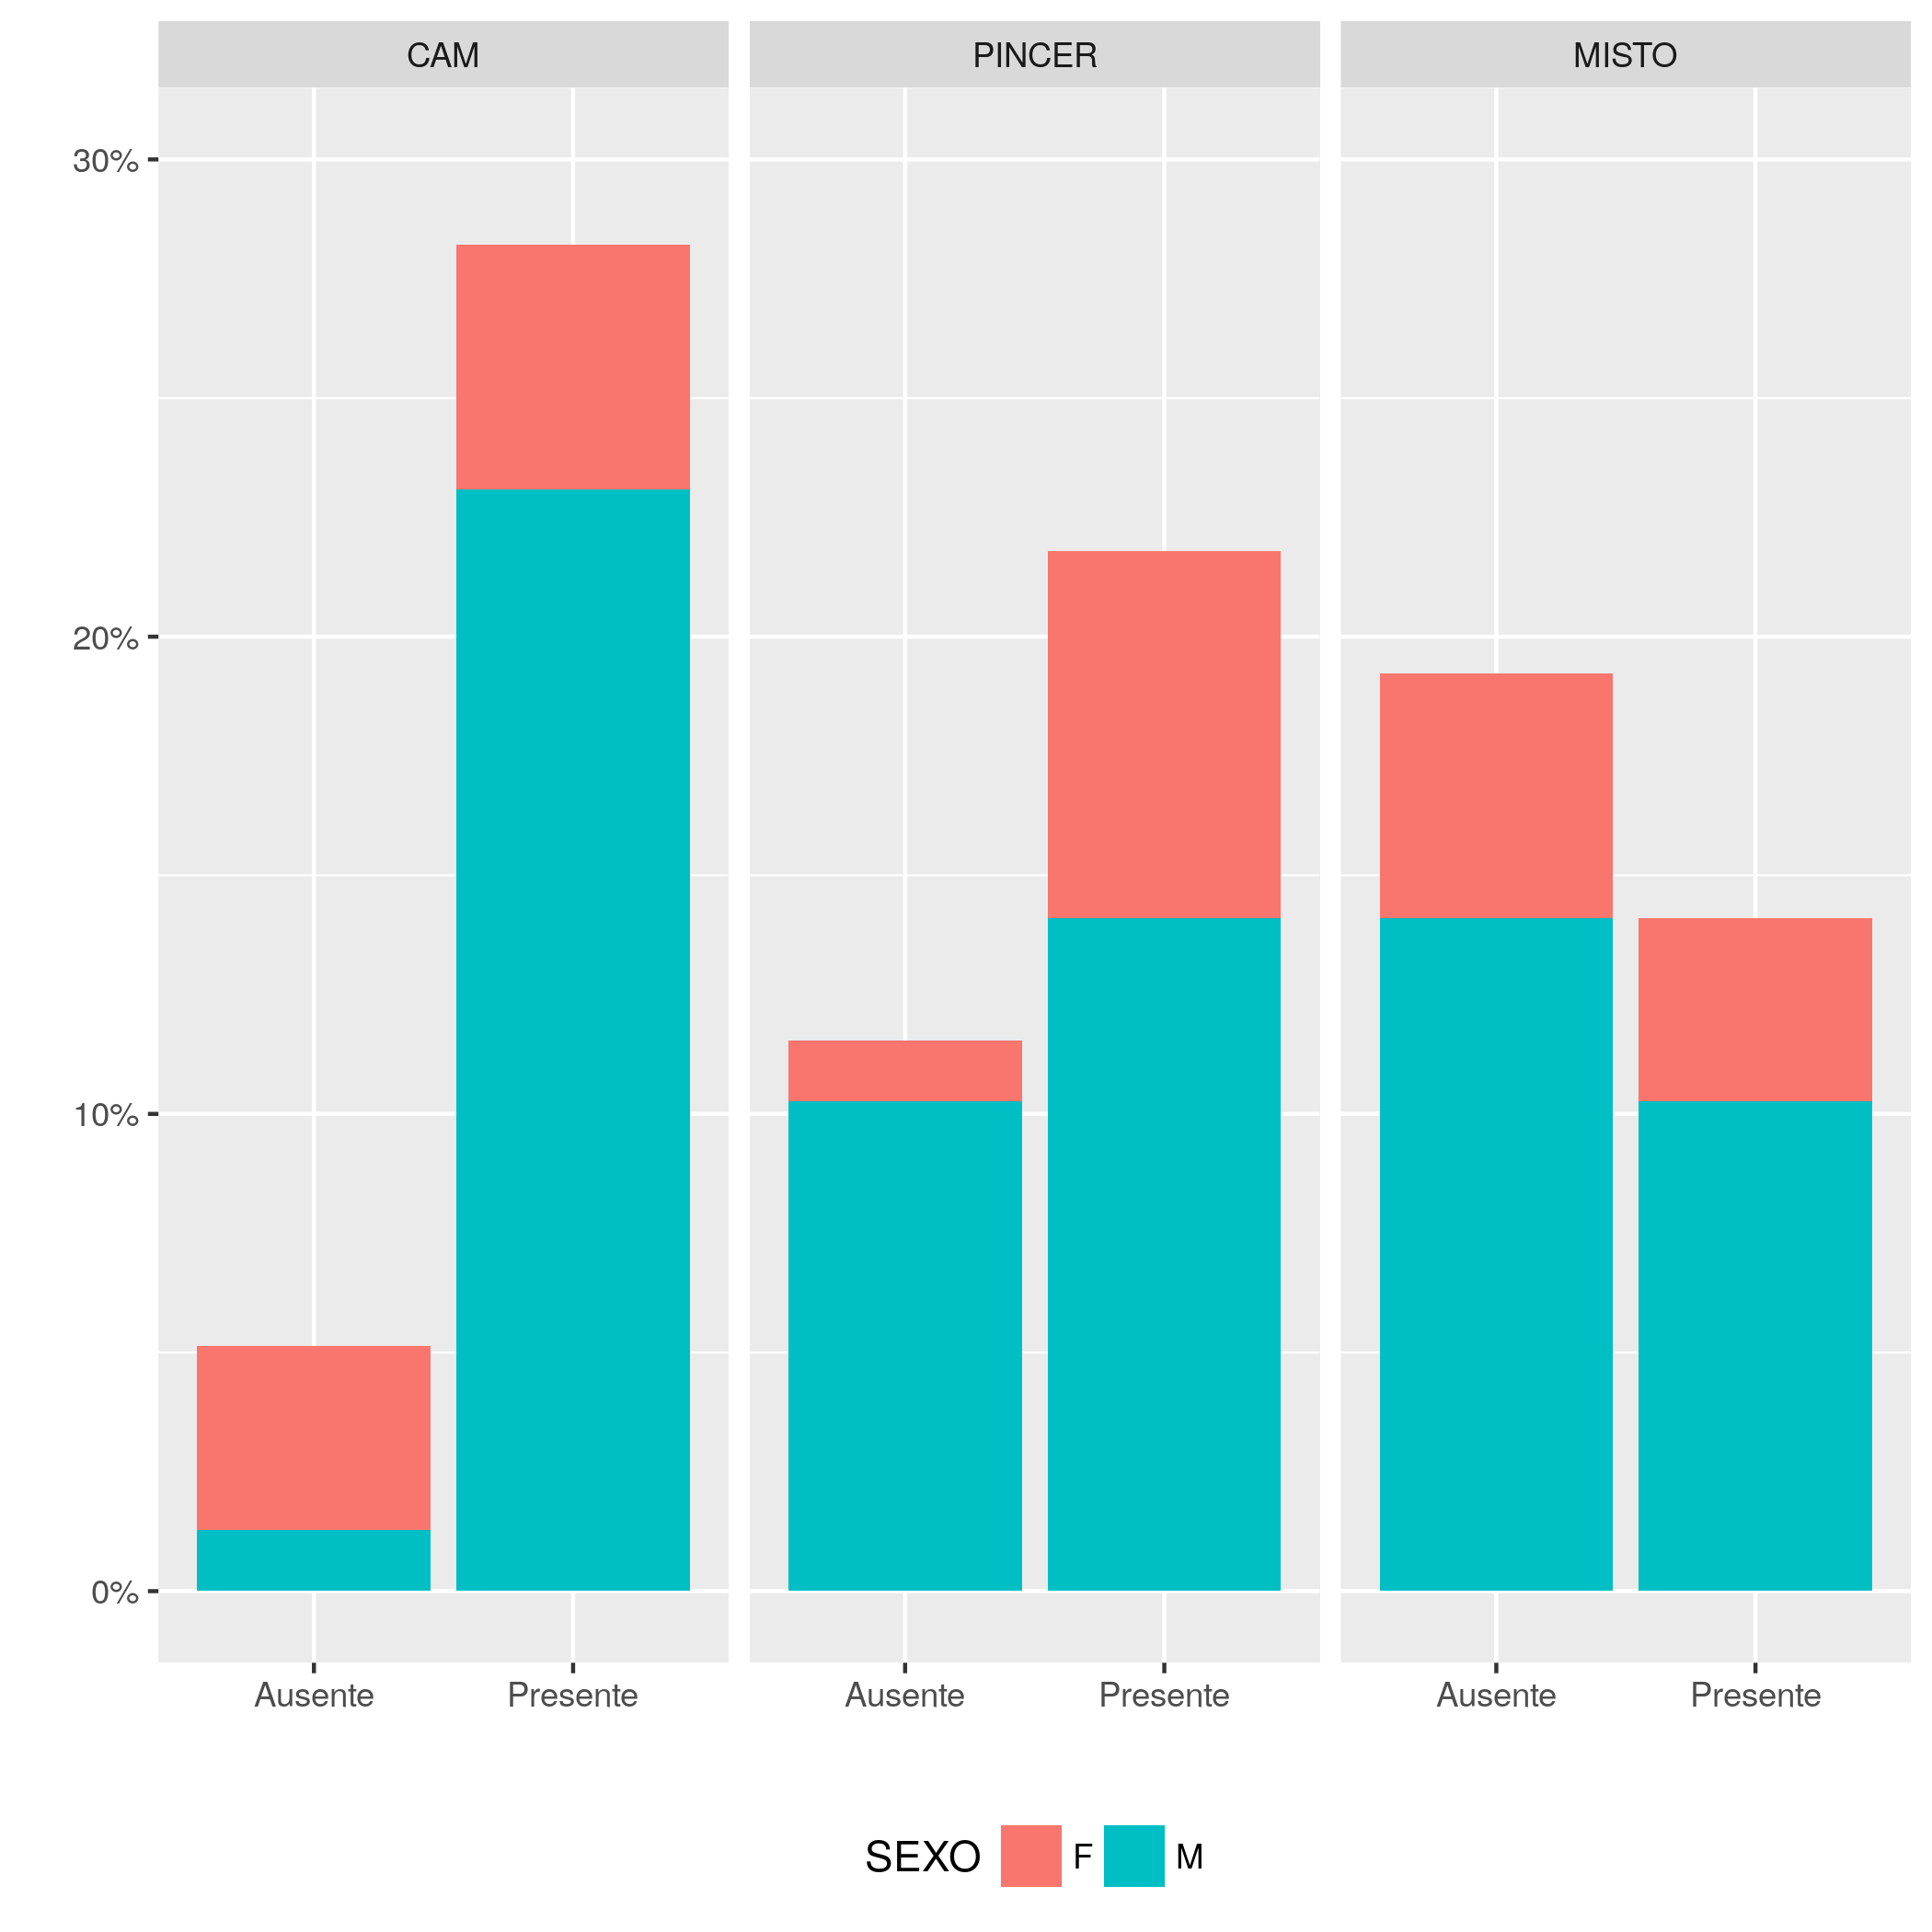 CAM PINCER MISTO
30%
20%
10%
0%
Ausente Presente Ausente Presente Ausente Presente
SEXO F M